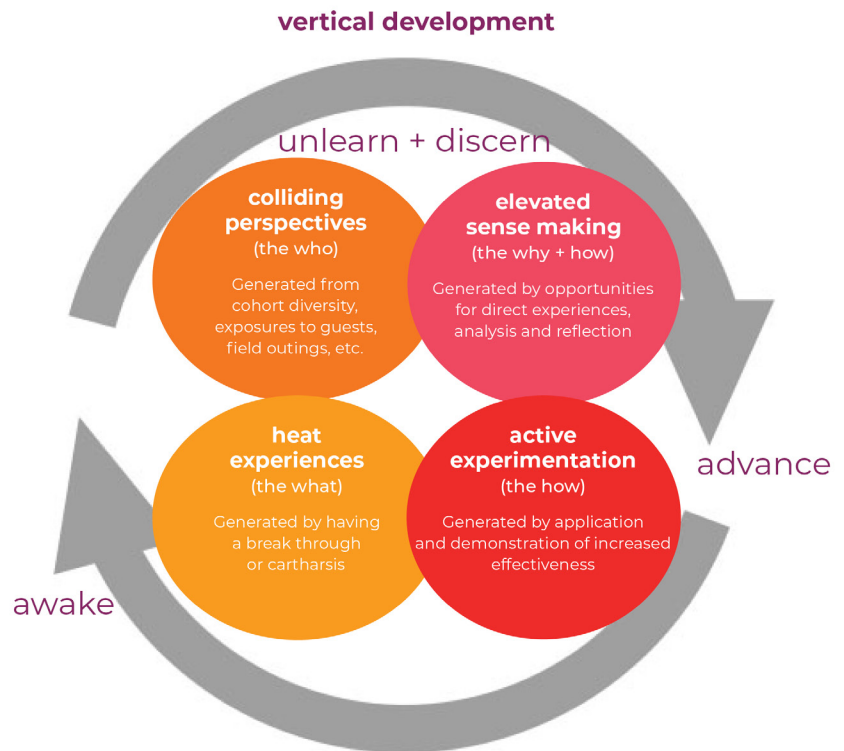 vertical development
unlearn + discern
colliding
perspectives
(the who)
Generated from
cohort diversity,
exposures to guests,
field outings, etc.
elevated
sense making
(the why + how)
Generated by opportunities
for direct experiences,
analysis and reflection
heat
experiences
(the what)
Generated by having
a break through
or cartharsis
active
experimentation
(the how)
Generated by application
and demonstration of increased
effectiveness
advance
awake